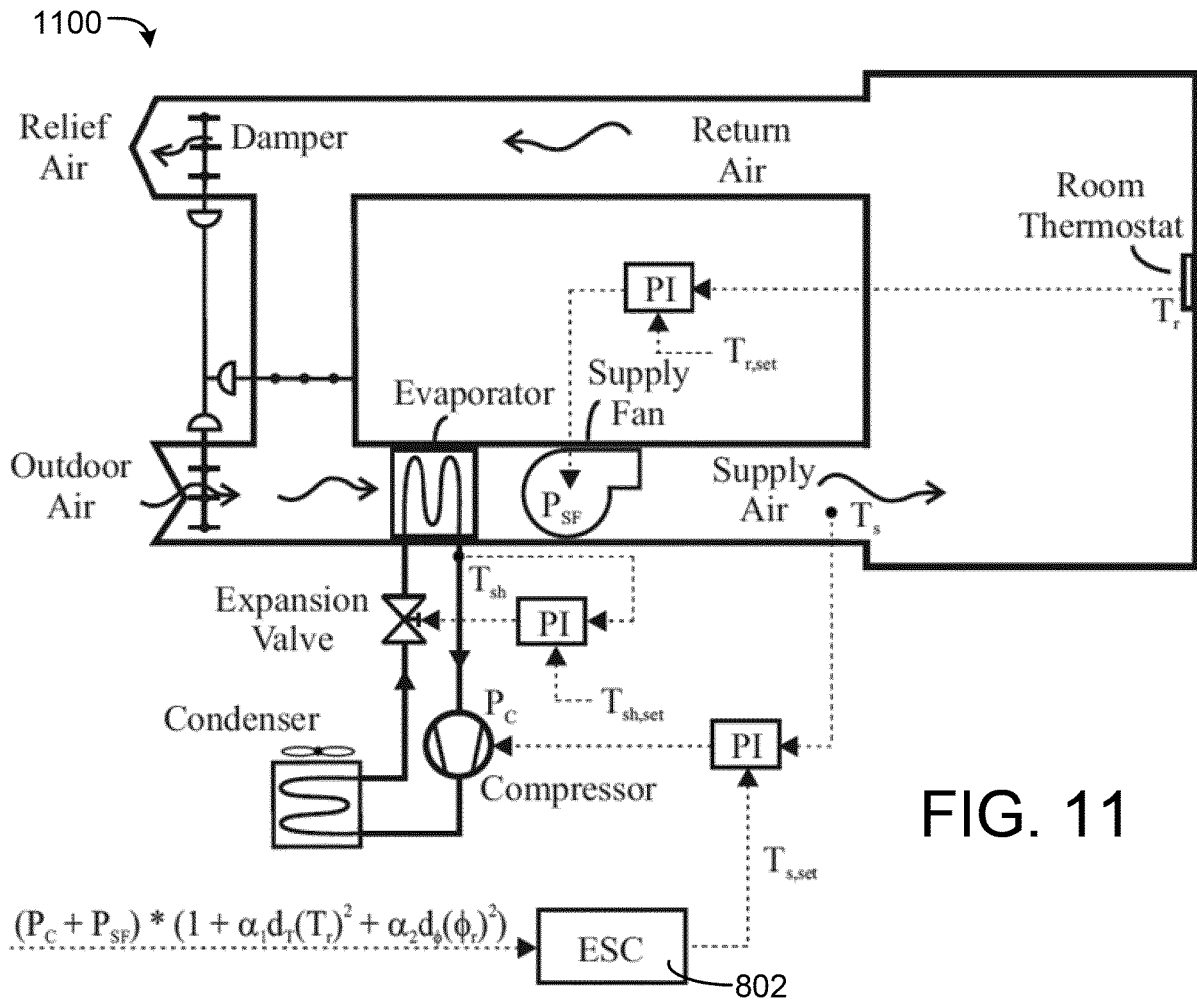 1100
Relief
Air
Damper
Return
Air
Room
Thermostat
PI
T_r
T_r,set
Evaporator
Supply
Fan
Outdoor
Air
P_SF
Supply
Air
T_s
T_sh
Expansion
Valve
PI
T_sh,set
Condenser
P_C
PI
Compressor
FIG. 11
T_s,set
(P_C + P_SF) * (1 + α_1d_T(T_r)^2 + α_2d_ϕ(ϕ_r)^2)
ESC
802